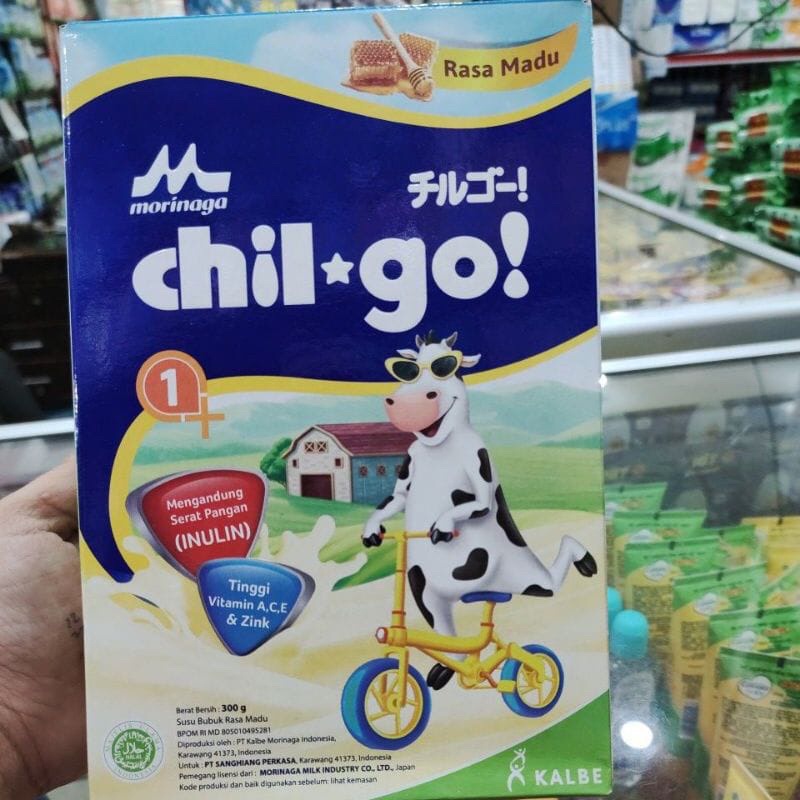 Rasa Madu
morinaga
チルゴー!
chil★go!
1+
Mengandung
Serat Pangan
(INULIN)
Tinggi
Vitamin A,C,E
& Zink
Berat Bersih : 300 g
Susu Bubuk Rasa Madu
BPOM RI MD 805010495281
Diproduksi oleh : PT Kalbe Morinaga Indonesia,
Karawang 41373, Indonesia
Untuk : PT SANGHIANG PERKASA, Karawang 41373, Indonesia
Pemegang lisensi dari : MORINAGA MILK INDUSTRY CO., LTD., Japan
Kode produksi dan baik digunakan sebelum: lihat kemasan
HALAL
KALBE